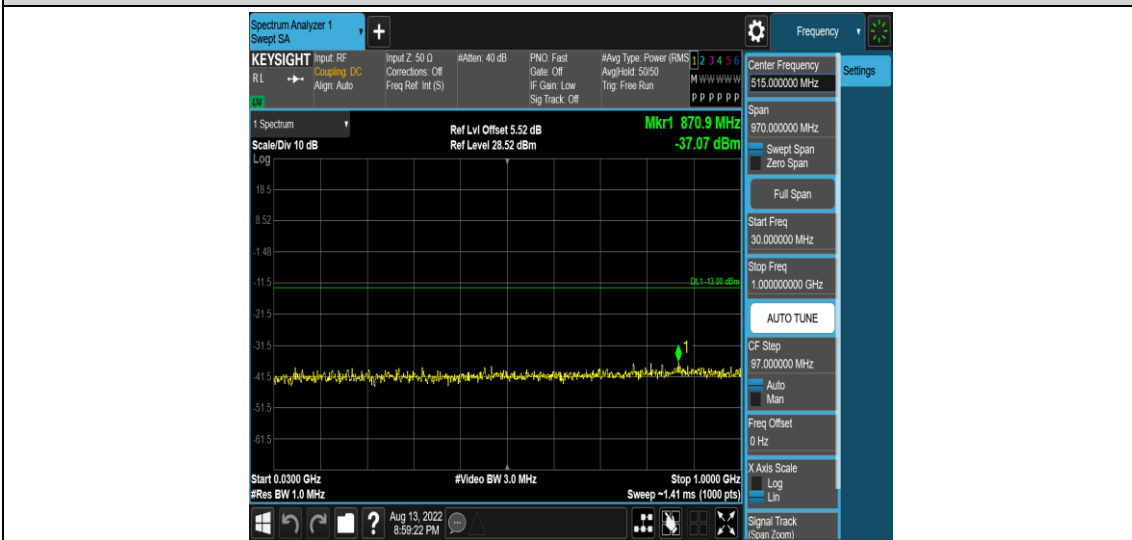 Spectrum Analyzer 1
Swept SA
+
Frequency
KEYSIGHT
RL
LXI
Input: RF
Coupling: DC
Align: Auto
Input Z: 50 Ω
Corrections: Off
Freq Ref: Int (S)
#Atten: 40 dB
PNO: Fast
Gate: Off
IF Gain: Low
Sig Track: Off
#Avg Type: Power (RMS
Avg|Hold: 50/50
Trig: Free Run
1 2 3 4 5 6
M W W W W W
P P P P P P
Center Frequency
515.000000 MHz
Settings
1 Spectrum
Scale/Div 10 dB
Log
Ref Lvl Offset 5.52 dB
Ref Level 28.52 dBm
Mkr1 870.9 MHz
-37.07 dBm
18.5
8.52
-1.48
-11.5
-21.5
-31.5
-41.5
-51.5
-61.5
DL1 -13.00 dBm
1
Start 0.0300 GHz
#Res BW 1.0 MHz
#Video BW 3.0 MHz
Stop 1.0000 GHz
Sweep ~1.41 ms (1000 pts)
Span
970.000000 MHz
Swept Span
Zero Span
Full Span
Start Freq
30.000000 MHz
Stop Freq
1.000000000 GHz
AUTO TUNE
CF Step
97.000000 MHz
Auto
Man
Freq Offset
0 Hz
X Axis Scale
Log
Lin
Signal Track
(Span Zoom)
?
Aug 13, 2022
8:59:22 PM